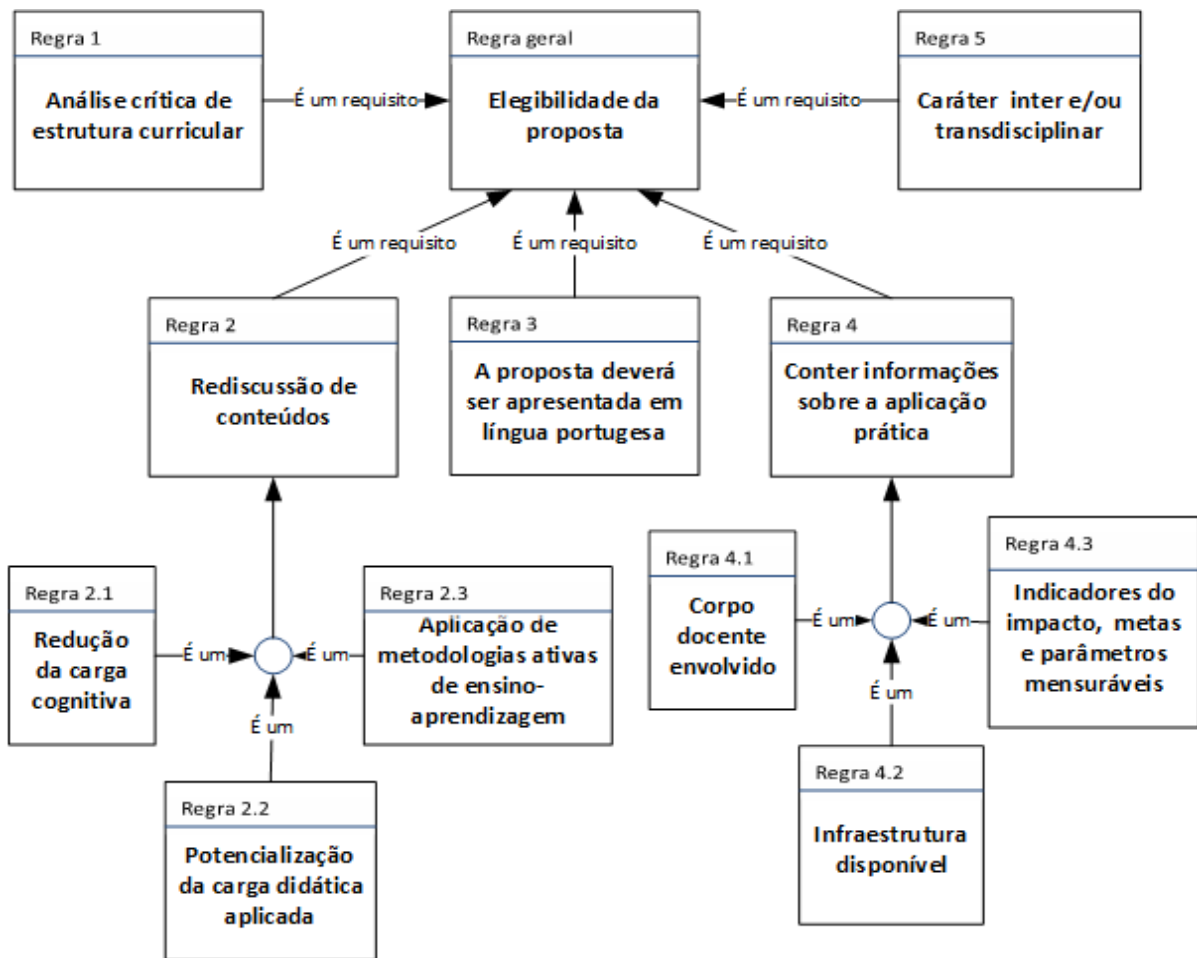 Regra 1
Análise crítica de
estrutura curricular
É um requisito
Regra geral
Elegibilidade da
proposta
É um requisito
Regra 5
Caráter inter e/ou
transdisciplinar
É um requisito
É um requisito
É um requisito
Regra 2
Rediscussão de
conteúdos
Regra 3
A proposta deverá
ser apresentada em
língua portugesa
Regra 4
Conter informações
sobre a aplicação
prática
Regra 2.1
Redução
da carga
cognitiva
É um
Regra 2.3
Aplicação de
metodologias ativas
de ensino-
aprendizagem
É um
É um
Regra 2.2
Potencialização
da carga didática
aplicada
Regra 4.1
Corpo
docente
envolvido
É um
Regra 4.3
Indicadores do
impacto, metas
e parâmetros
mensuráveis
É um
É um
Regra 4.2
Infraestrutura
disponível